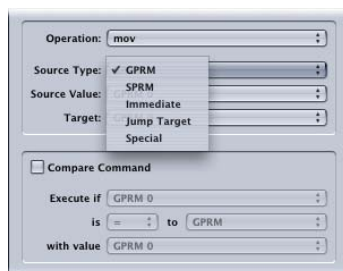 Operation: mov
Source Type: ✓ GPRM
SPRM
Source Value:
Immediate
Target: Jump Target
Special
Compare Command
Execute if GPRM 0
is = to GPRM
with value GPRM 0